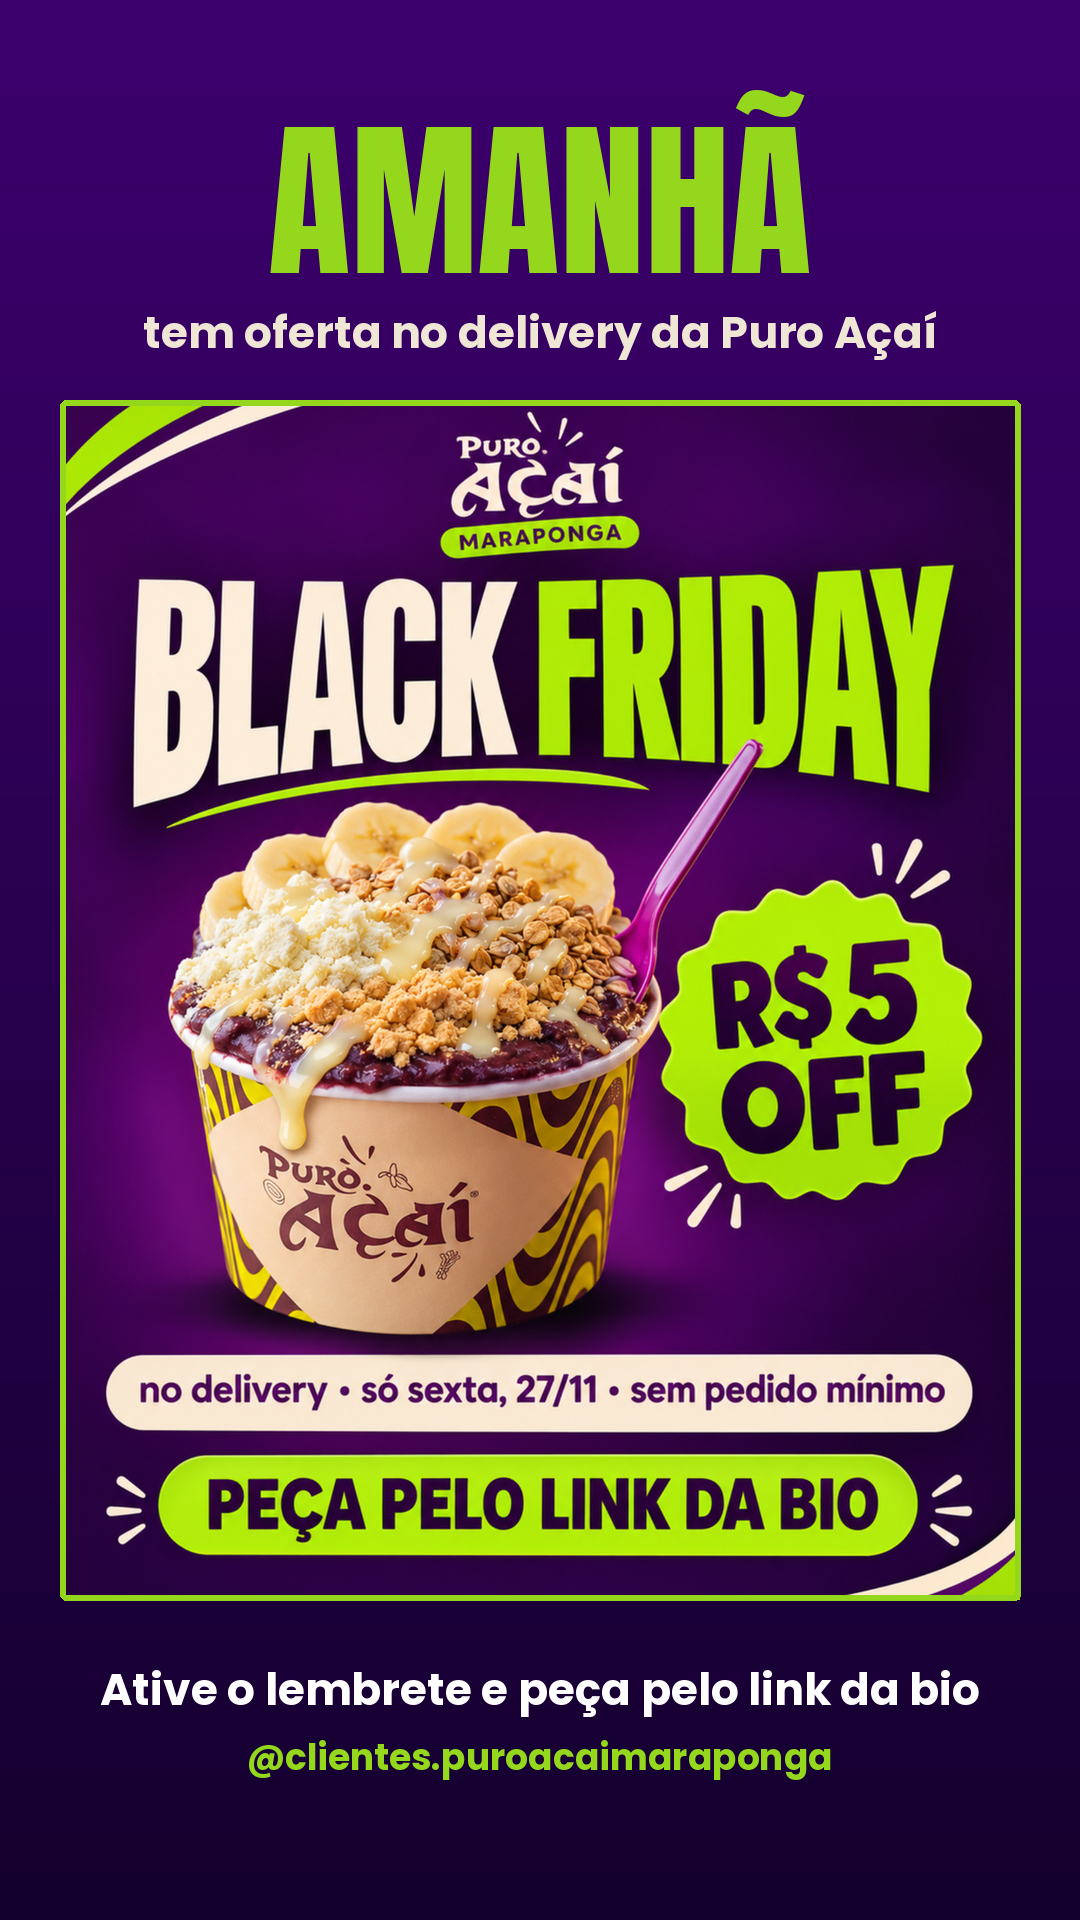 AMANHÃ
tem oferta no delivery da Puro Açaí
PURO
AÇAÍ
MARAPONGA
BLACK FRIDAY
R$5
OFF
PURO
AÇAÍ
no delivery • só sexta, 27/11 • sem pedido mínimo
PEÇA PELO LINK DA BIO
Ative o lembrete e peça pelo link da bio
@clientes.puroacaimaraponga